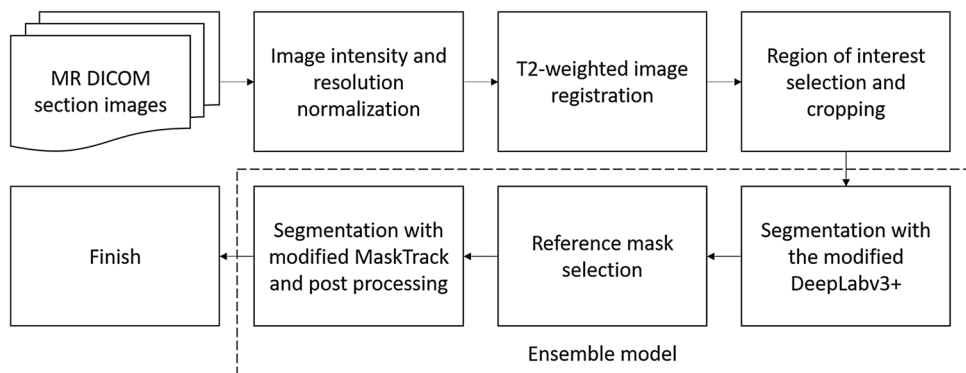 MR DICOM
section images
Image intensity and
resolution
normalization
T2-weighted image
registration
Region of interest
selection and
cropping
Segmentation with
the modified
DeepLabv3+
Reference mask
selection
Segmentation with
modified MaskTrack
and post processing
Finish
Ensemble model